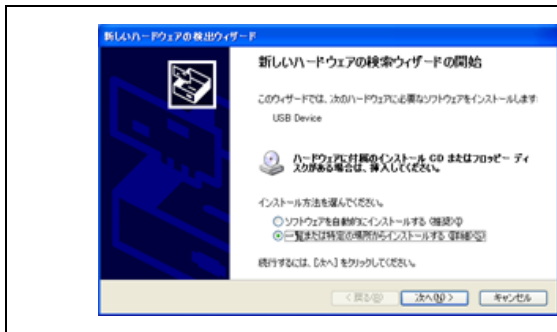 新しいハードウェアの検出ウィザード
新しいハードウェアの検索ウィザードの開始
このウィザードでは、次のハードウェアに必要なソフトウェアをインストールします:
USB Device
ハードウェアに付属のインストール CD またはフロッピー ディ
スクがある場合は、挿入してください。
インストール方法を選んでください。
ソフトウェアを自動的にインストールする (推奨)(I)
一覧または特定の場所からインストールする (詳細)(S)
続行するには、[次へ] をクリックしてください。
< 戻る(B) 次へ(N) > キャンセル